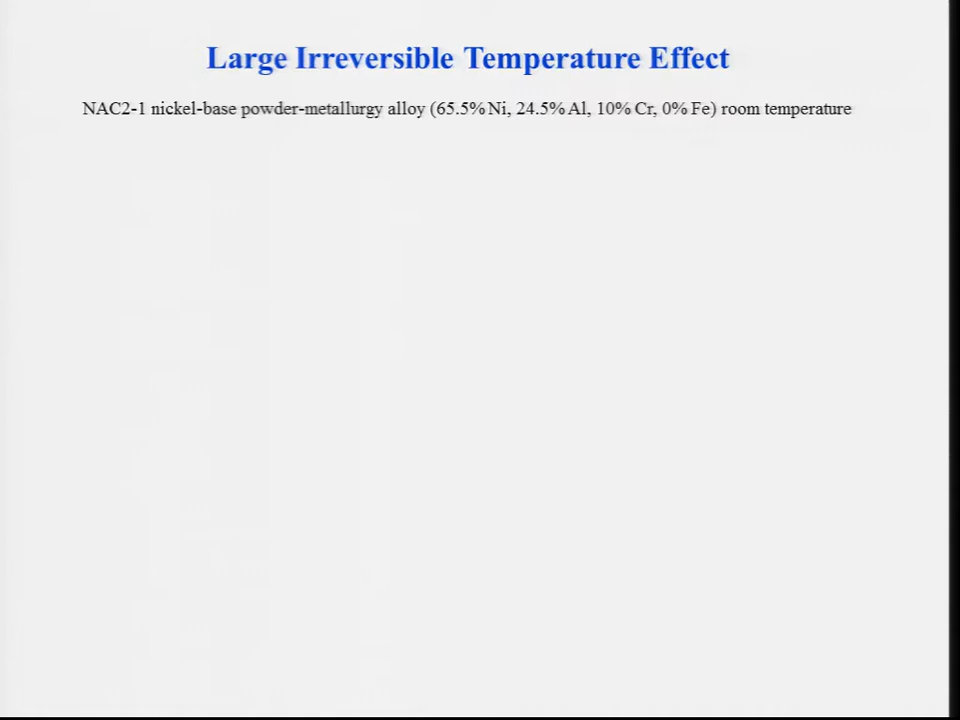 Large Irreversible Temperature Effect
NAC2-1 nickel-base powder-metallurgy alloy (65.5% Ni, 24.5% Al, 10% Cr, 0% Fe) room temperature